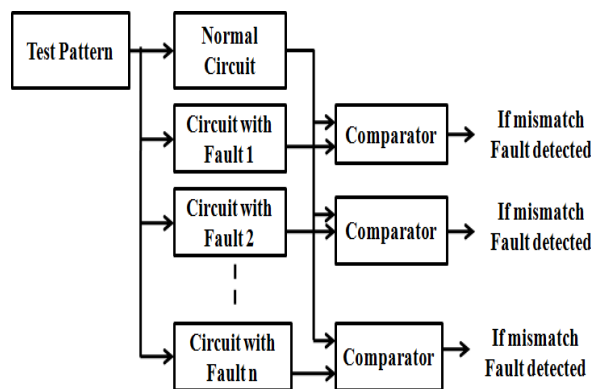 Test Pattern
Normal
Circuit
Circuit with
Fault 1
Comparator
If mismatch
Fault detected
Circuit with
Fault 2
Comparator
If mismatch
Fault detected
Circuit with
Fault n
Comparator
If mismatch
Fault detected